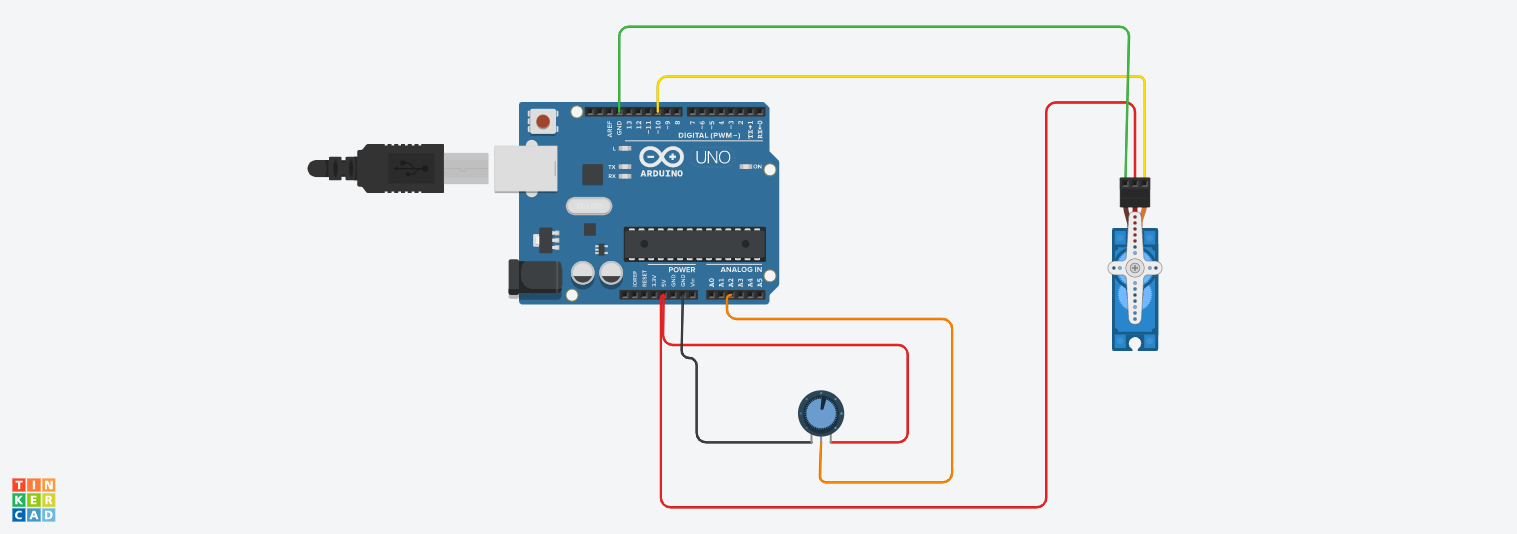 AREF
GND
13
12
~11
~10
~9
8
7
~6
~5
4
~3
2
TX→1
RX←0
DIGITAL (PWM~)
L
TX
RX
UNO
ON
ARDUINO
POWER
ANALOG IN
IOREF
RESET
3.3V
5V
GND
GND
Vin
A0
A1
A2
A3
A4
A5
TIN
KER
CAD